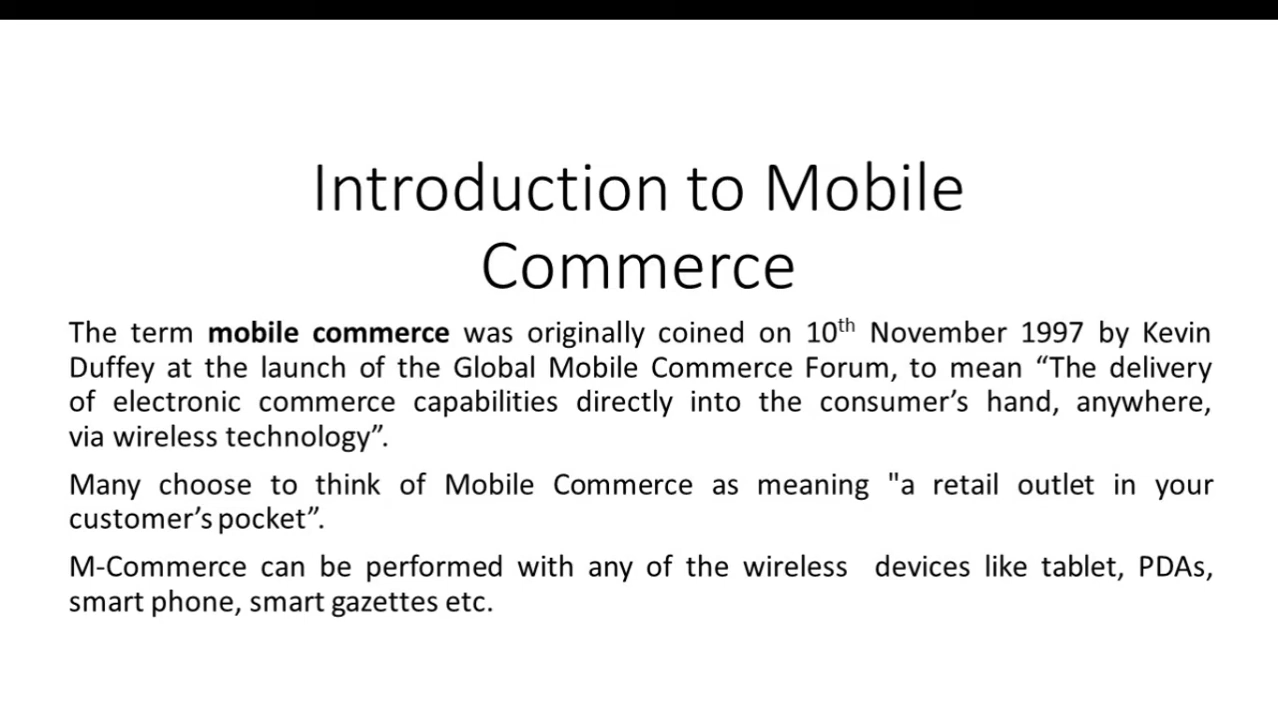 Introduction to Mobile
Commerce
The term mobile commerce was originally coined on 10th November 1997 by Kevin
Duffey at the launch of the Global Mobile Commerce Forum, to mean “The delivery
of electronic commerce capabilities directly into the consumer’s hand, anywhere,
via wireless technology”.
Many choose to think of Mobile Commerce as meaning "a retail outlet in your
customer’s pocket”.
M-Commerce can be performed with any of the wireless devices like tablet, PDAs,
smart phone, smart gazettes etc.